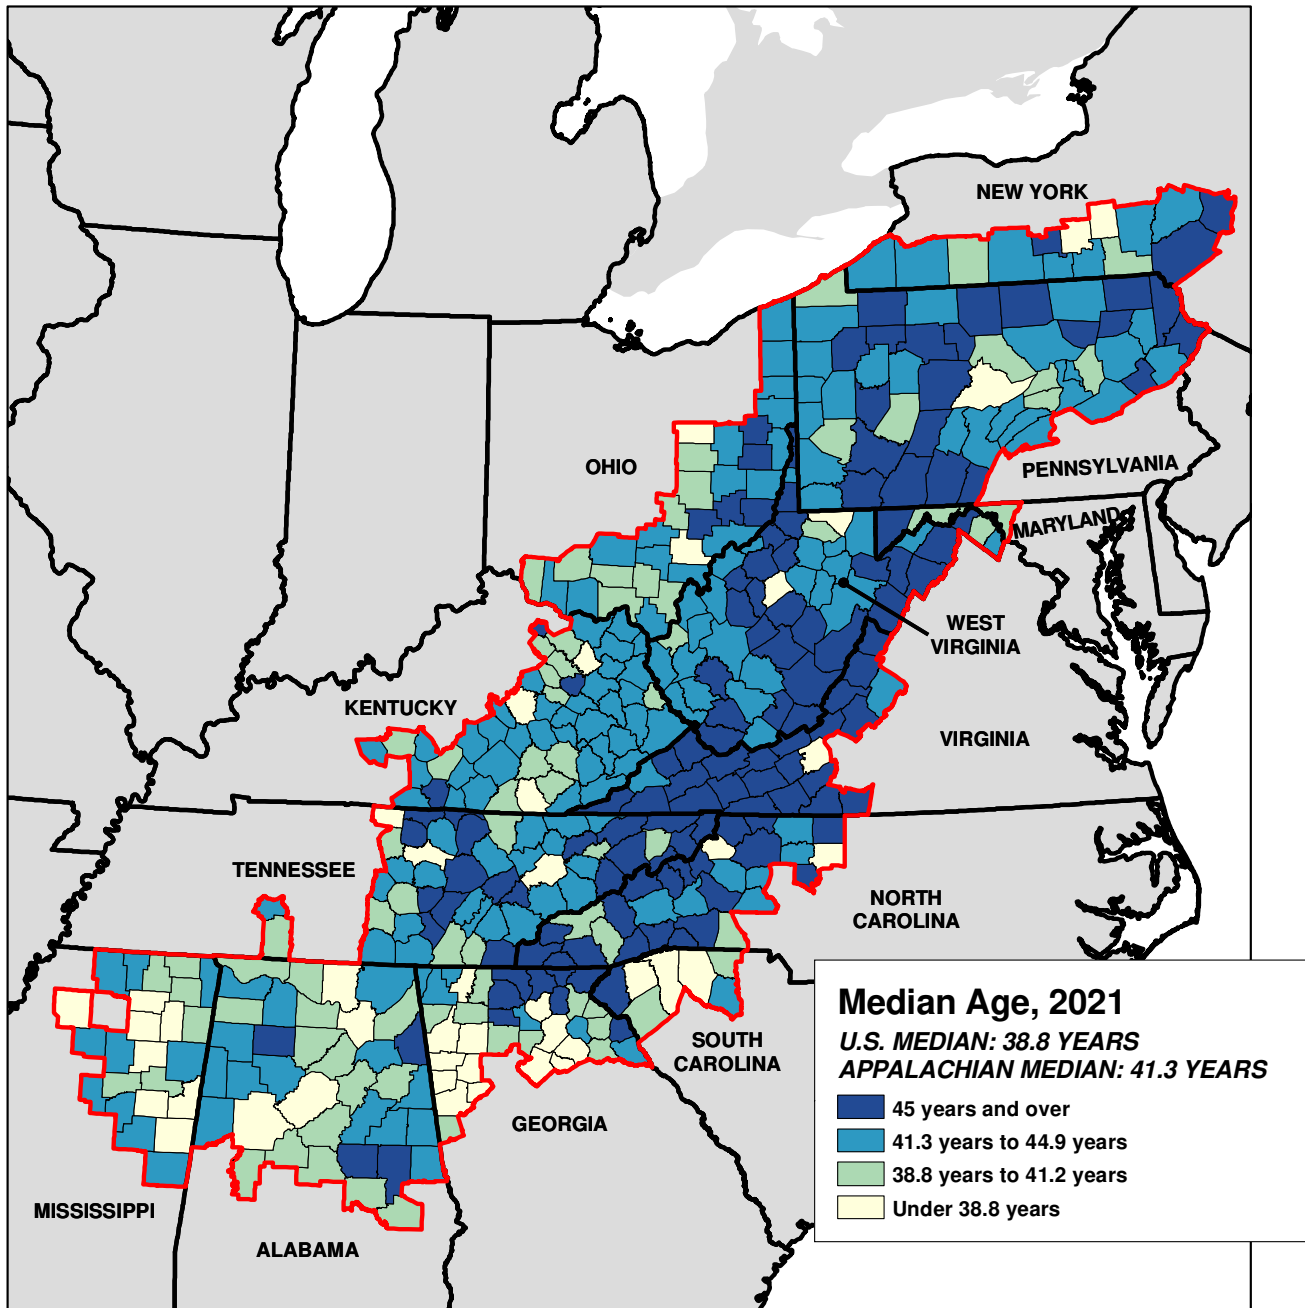 NEW YORK
OHIO
PENNSYLVANIA
MARYLAND
WEST
VIRGINIA
KENTUCKY
VIRGINIA
TENNESSEE
NORTH
CAROLINA
SOUTH
CAROLINA
GEORGIA
MISSISSIPPI
ALABAMA
Median Age, 2021
U.S. MEDIAN: 38.8 YEARS
APPALACHIAN MEDIAN: 41.3 YEARS
45 years and over
41.3 years to 44.9 years
38.8 years to 41.2 years
Under 38.8 years